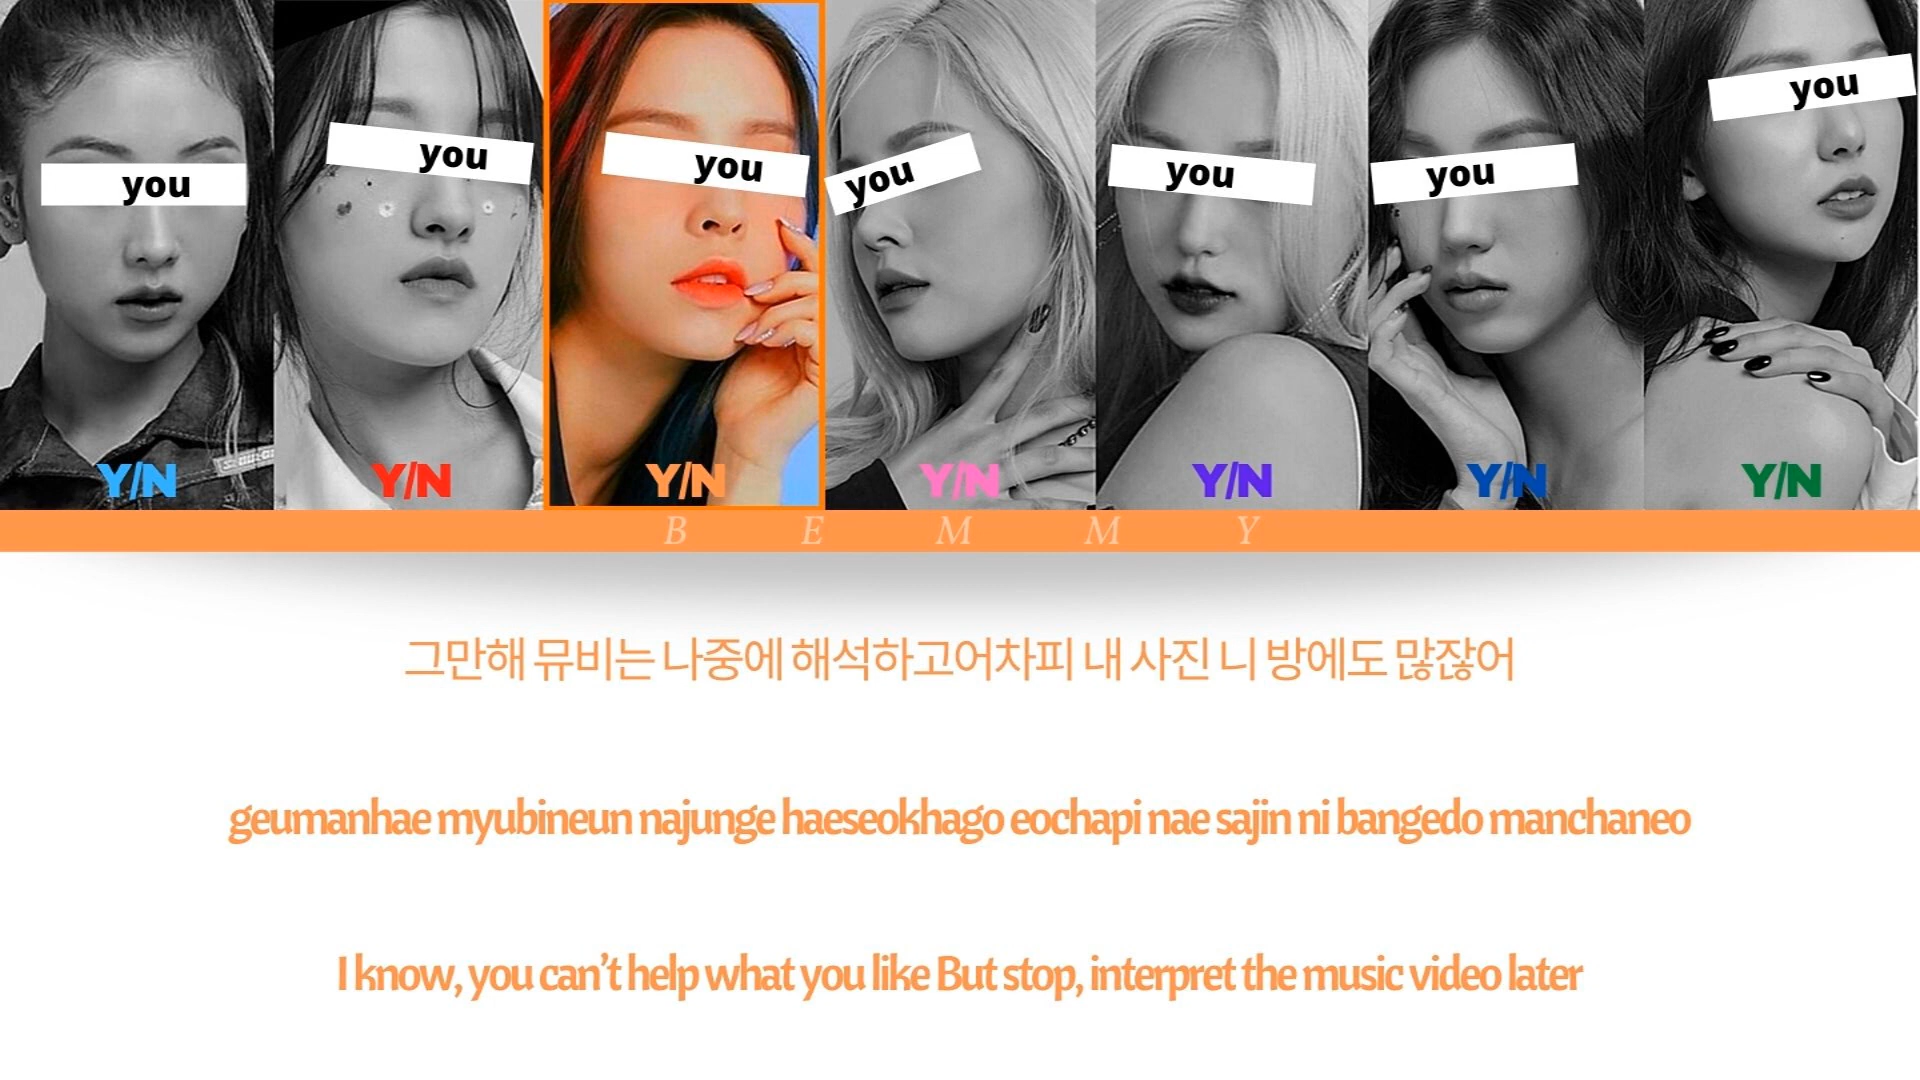 you you you you you you you
Y/N Y/N Y/N Y/N Y/N Y/N Y/N
B E M M Y
그만해 뮤비는 나중에 해석하고어차피 내 사진 니 방에도 많잖어
geumanhae myubineun najunge haeseokhago eochapi nae sajin ni bangedo manchaneo
I know, you can’t help what you like But stop, interpret the music video later